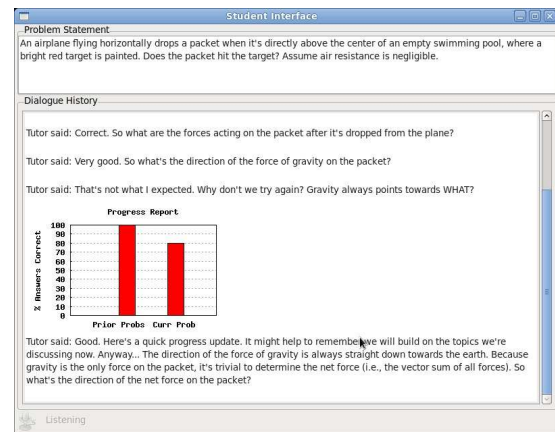 Student Interface
Problem Statement
An airplane flying horizontally drops a packet when it's directly above the center of an empty swimming pool, where a
bright red target is painted. Does the packet hit the target? Assume air resistance is negligible.
Dialogue History
Tutor said: Correct. So what are the forces acting on the packet after it's dropped from the plane?
Tutor said: Very good. So what's the direction of the force of gravity on the packet?
Tutor said: That's not what I expected. Why don't we try again? Gravity always points towards WHAT?
Progress Report
% Answers Correct
100
90
80
70
60
50
40
30
20
10
0
Prior Probs Curr Prob
Tutor said: Good. Here's a quick progress update. It might help to remember we will build on the topics we're
discussing now. Anyway... The direction of the force of gravity is always straight down towards the earth. Because
gravity is the only force on the packet, it's trivial to determine the net force (i.e., the vector sum of all forces). So
what's the direction of the net force on the packet?
Listening